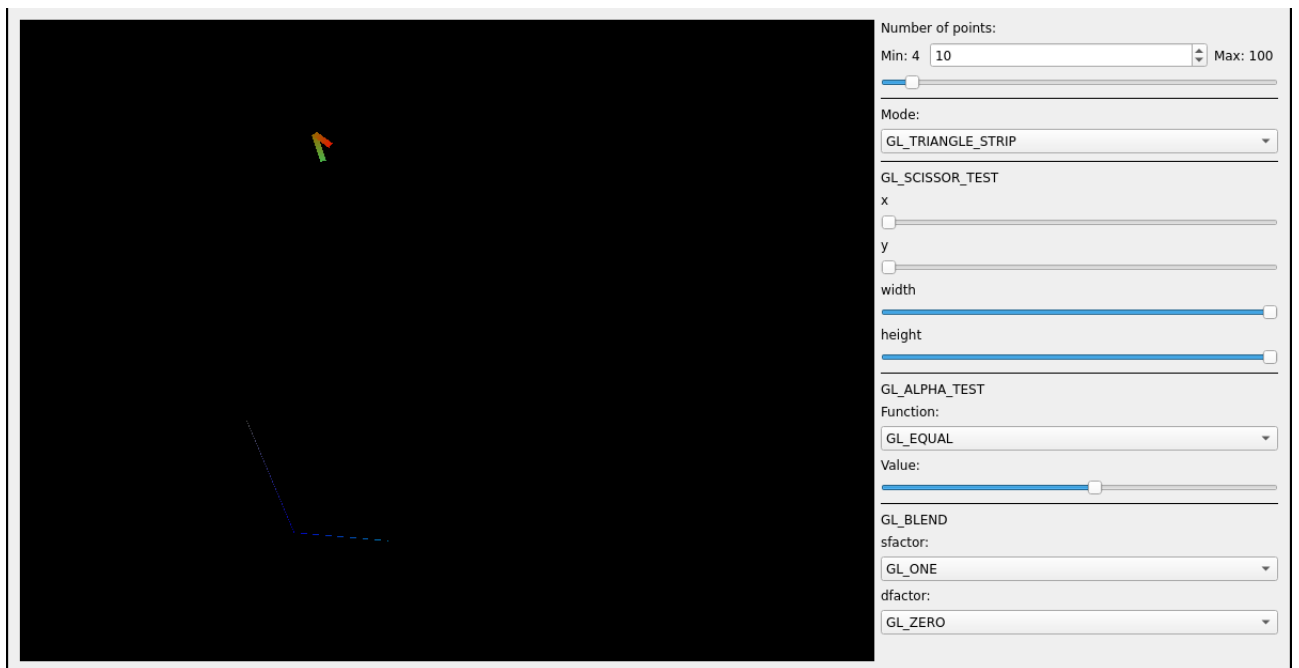 Number of points:
Min: 4 10 Max: 100
Mode:
GL_TRIANGLE_STRIP
GL_SCISSOR_TEST
x
y
width
height
GL_ALPHA_TEST
Function:
GL_EQUAL
Value:
GL_BLEND
sfactor:
GL_ONE
dfactor:
GL_ZERO